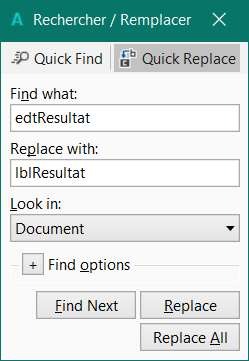 Rechercher / Remplacer
Quick Find Quick Replace
Find what:
edtResultat
Replace with:
lblResultat
Look in:
Document
+ Find options
Find Next Replace
Replace All